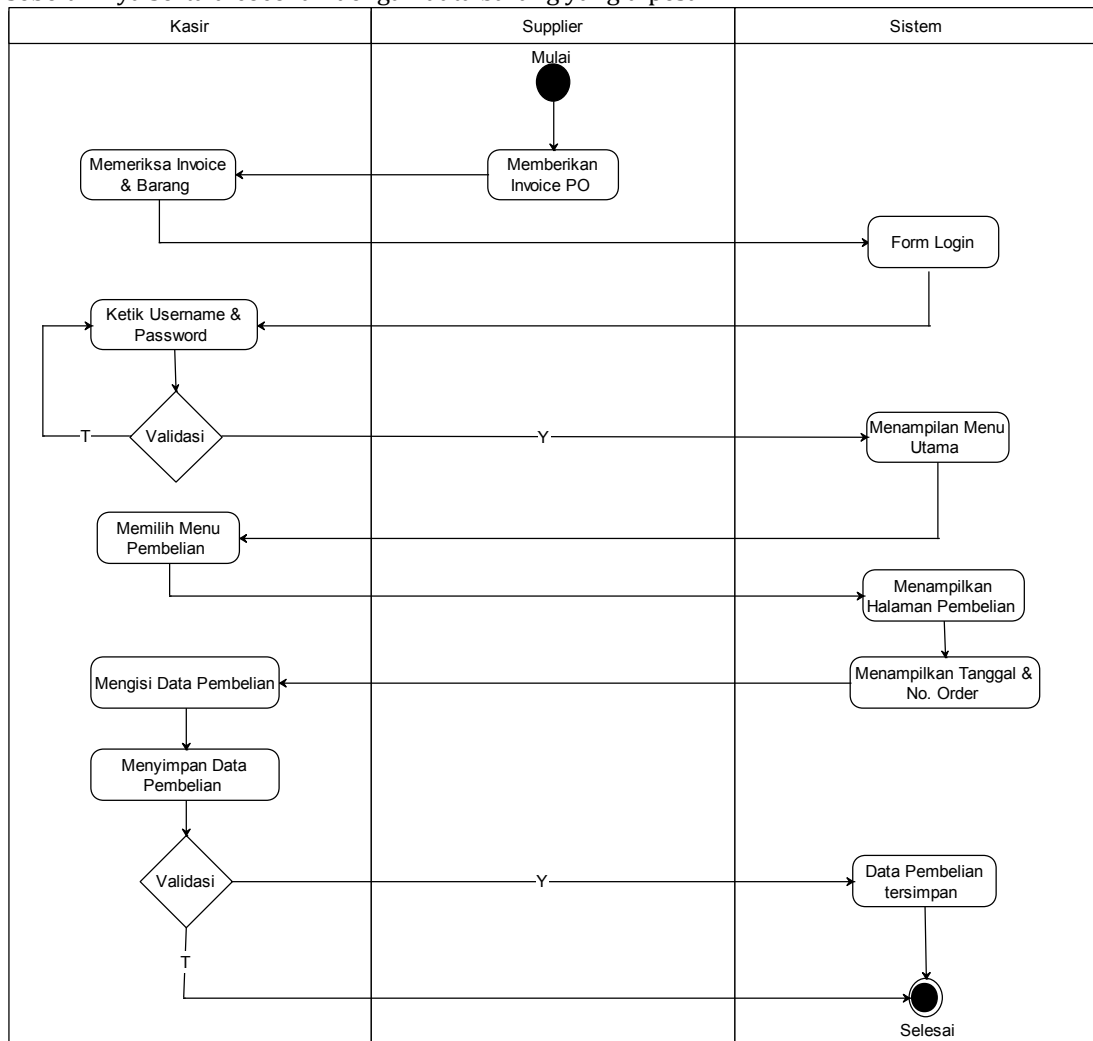 Kasir
Supplier
Sistem
Mulai
Memeriksa Invoice
& Barang
Memberikan
Invoice PO
Form Login
Ketik Username &
Password
Validasi
T
Y
Menampilan Menu
Utama
Memilih Menu
Pembelian
Menampilkan
Halaman Pembelian
Mengisi Data Pembelian
Menampilkan Tanggal &
No. Order
Menyimpan Data
Pembelian
Validasi
Y
Data Pembelian
tersimpan
T
Selesai